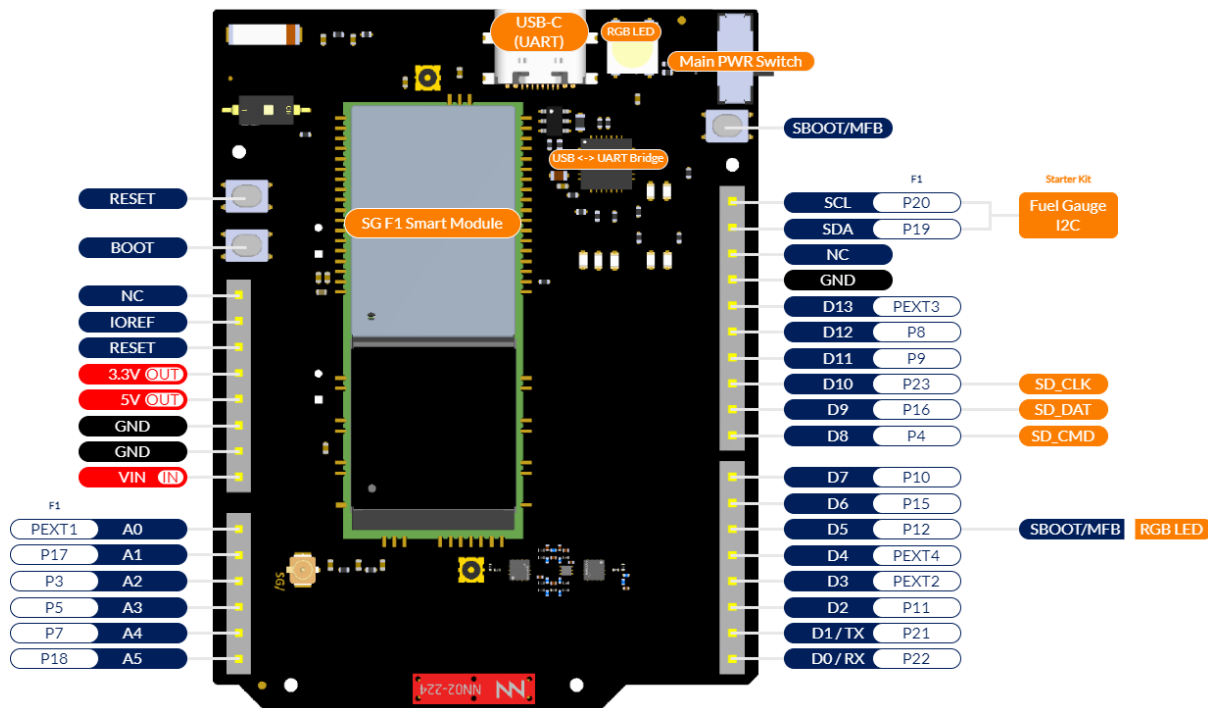 USB-C
(UART)
RGB LED
Main PWR Switch
SBOOT/MFB
USB <-> UART Bridge
SG F1 Smart Module
RESET
BOOT
NC
IOREF
RESET
3.3V OUT
5V OUT
GND
GND
VIN IN
F1
PEXT1 A0
P17 A1
P3 A2
P5 A3
P7 A4
P18 A5
F1
Starter Kit
SCL P20
SDA P19
Fuel Gauge
I2C
NC
GND
D13 PEXT3
D12 P8
D11 P9
D10 P23 SD_CLK
D9 P16 SD_DAT
D8 P4 SD_CMD
D7 P10
D6 P15
D5 P12 SBOOT/MFB RGB LED
D4 PEXT4
D3 PEXT2
D2 P11
D1 / TX P21
D0 / RX P22
SG/
NN02-224